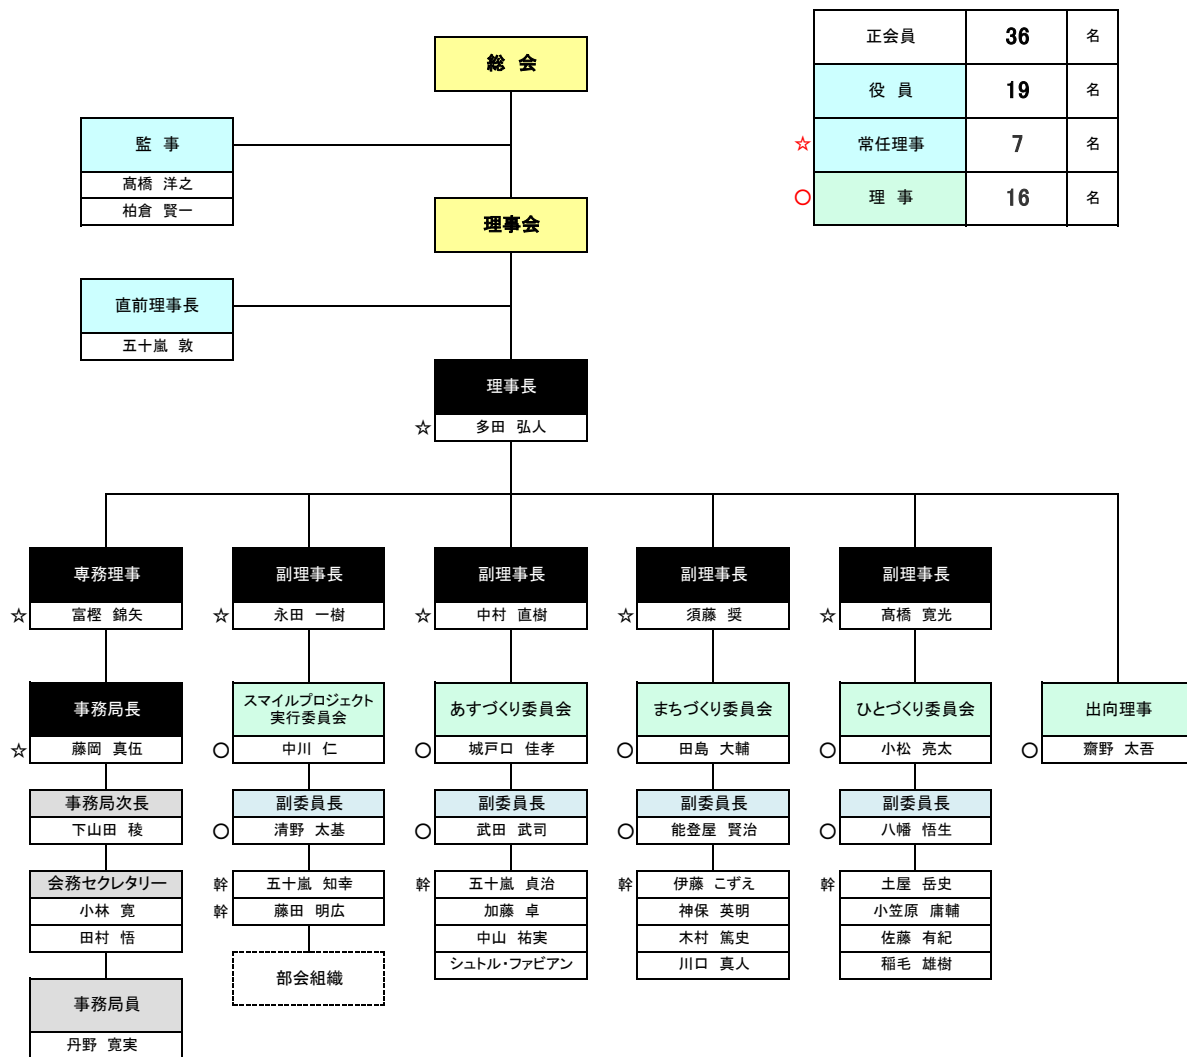 総 会
正会員 36 名
役 員 19 名
☆ 常任理事 7 名
○ 理 事 16 名
監 事
髙橋 洋之
柏倉 賢一
理事会
直前理事長
五十嵐 敦
理事長
☆ 多田 弘人
専務理事
☆ 富樫 錦矢
事務局長
☆ 藤岡 真伍
事務局次長
下山田 稜
会務セクレタリー
小林 寛
田村 悟
事務局員
丹野 寛実
副理事長
☆ 永田 一樹
スマイルプロジェクト
実行委員会
○ 中川 仁
副委員長
○ 清野 太基
幹 五十嵐 知幸
幹 藤田 明広
部会組織
副理事長
☆ 中村 直樹
あすづくり委員会
○ 城戸口 佳孝
副委員長
○ 武田 武司
幹 五十嵐 貞治
加藤 卓
中山 祐実
シュトル・ファビアン
副理事長
☆ 須藤 奨
まちづくり委員会
○ 田島 大輔
副委員長
○ 能登屋 賢治
幹 伊藤 こずえ
神保 英明
木村 篤史
川口 真人
副理事長
☆ 髙橋 寛光
ひとづくり委員会
○ 小松 亮太
副委員長
○ 八幡 悟生
幹 土屋 岳史
小笠原 庸輔
佐藤 有紀
稲毛 雄樹
出向理事
○ 齋野 太吾